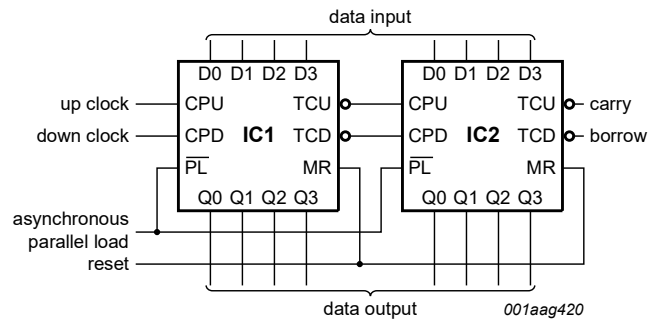 data input
D0 D1 D2 D3
D0 D1 D2 D3
up clock
CPU
TCU
CPU
TCU
carry
down clock
CPD
IC1
TCD
CPD
IC2
TCD
borrow
PL
MR
PL
MR
Q0 Q1 Q2 Q3
Q0 Q1 Q2 Q3
asynchronous
parallel load
reset
data output
001aag420